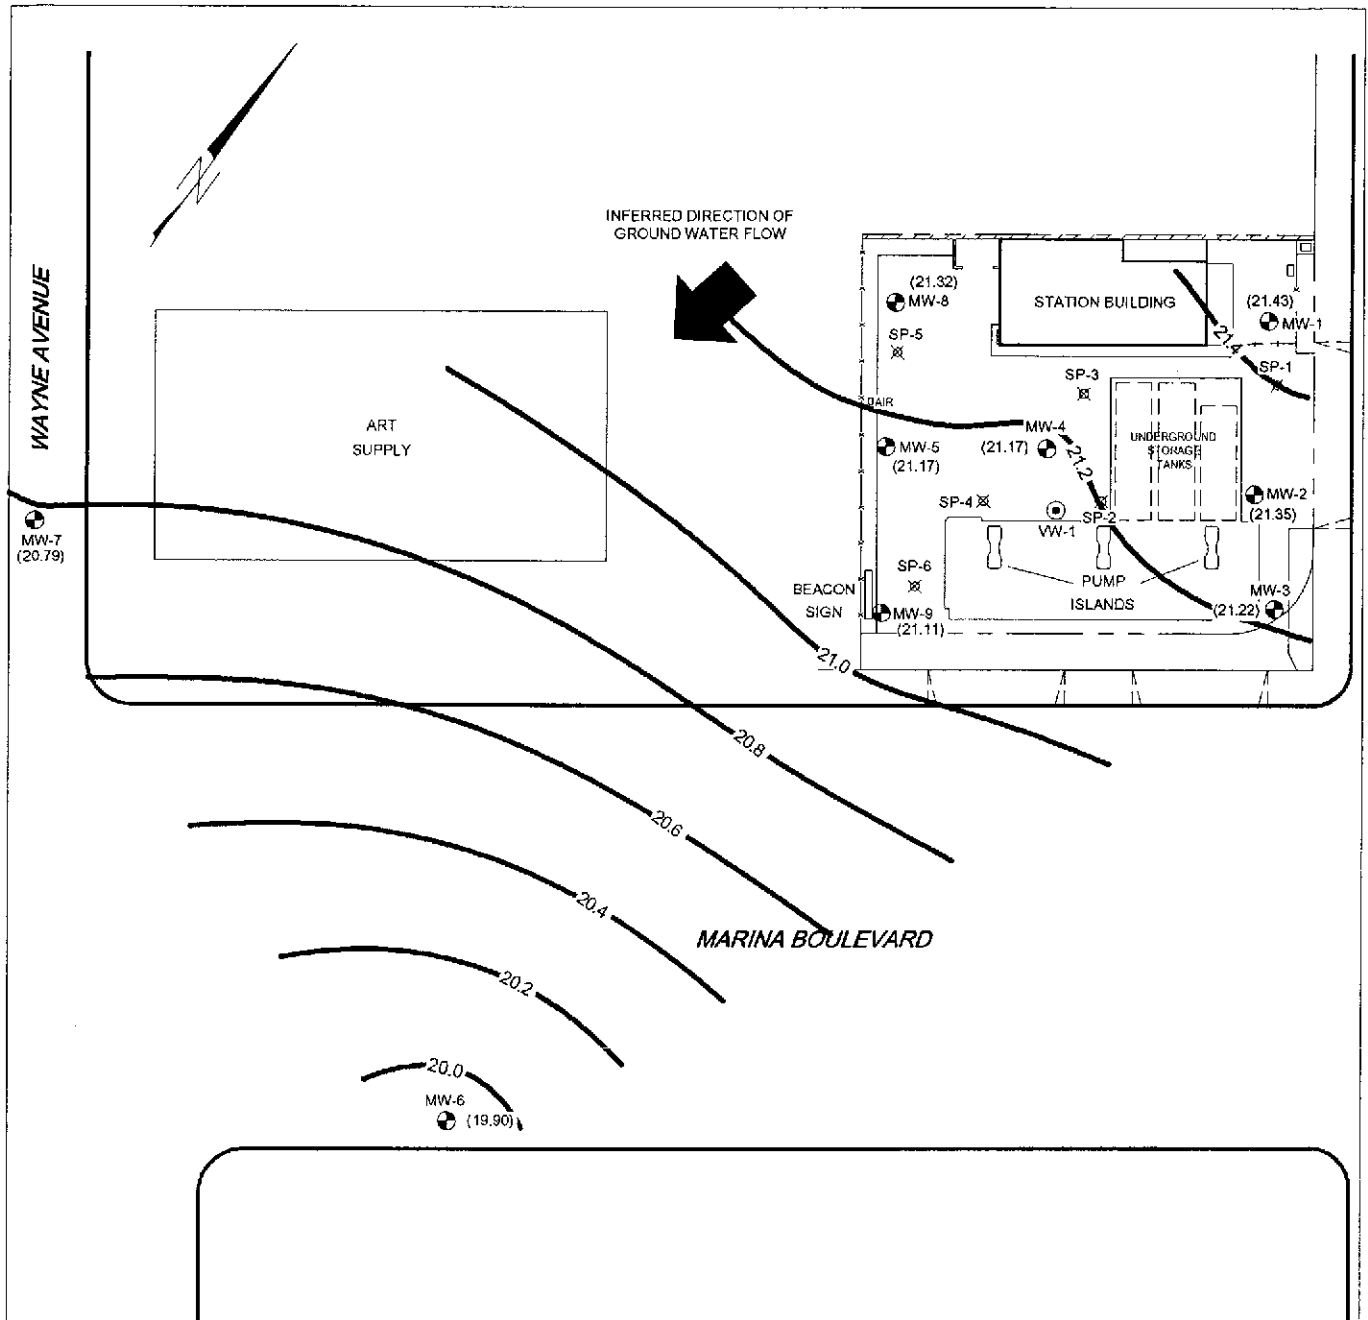 INFERRED DIRECTION OF
GROUND WATER FLOW
WAYNE AVENUE
(21.32)
MW-8
STATION BUILDING
(21.43)
MW-1
SP-5
21.4
SP-1
SP-3
AIR
ART
SUPPLY
MW-4
(21.17)
MW-5
(21.17)
UNDERGROUND
STORAGE
TANKS
21.2
MW-2
(21.35)
SP-4
SP-2
VW-1
MW-7
(20.79)
SP-6
PUMP
ISLANDS
BEACON
SIGN
MW-9
(21.11)
MW-3
(21.22)
21.0
20.8
20.6
20.4
MARINA BOULEVARD
20.2
20.0
MW-6
(19.90)